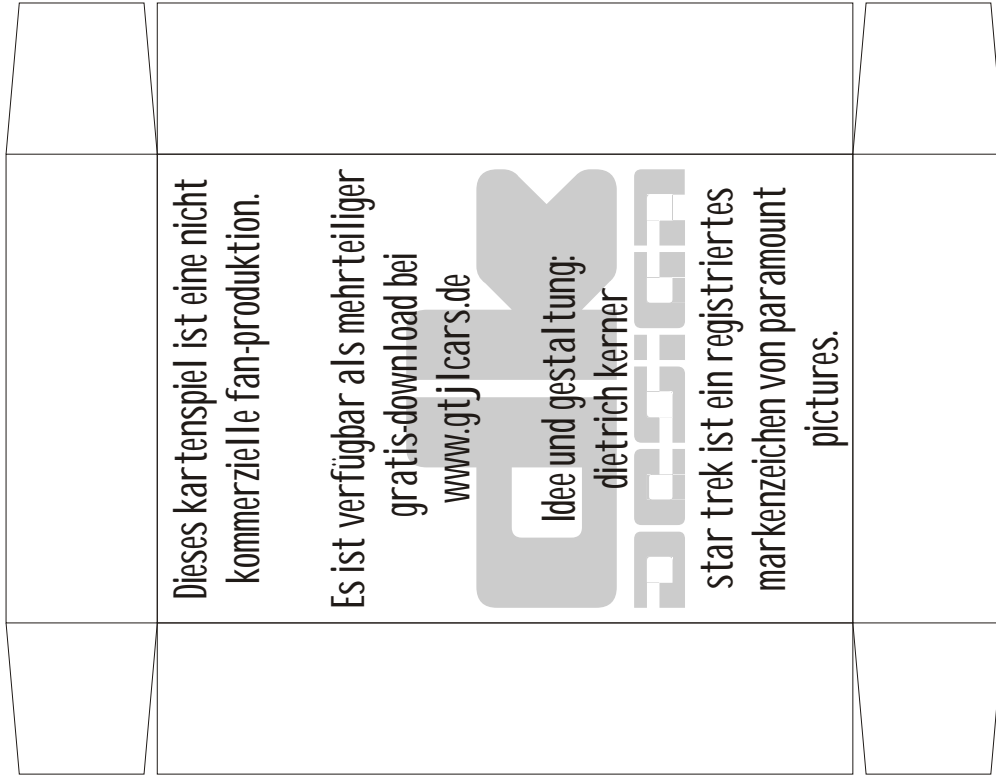 Dieses kartenspiel ist eine nicht
kommerzielle fan-produktion.
Es ist verfügbar als mehrteiliger
gratis-download bei
www.gtjlcars.de
Idee und gestaltung:
dietrich kerner
star trek ist ein registriertes
markenzeichen von paramount
pictures.